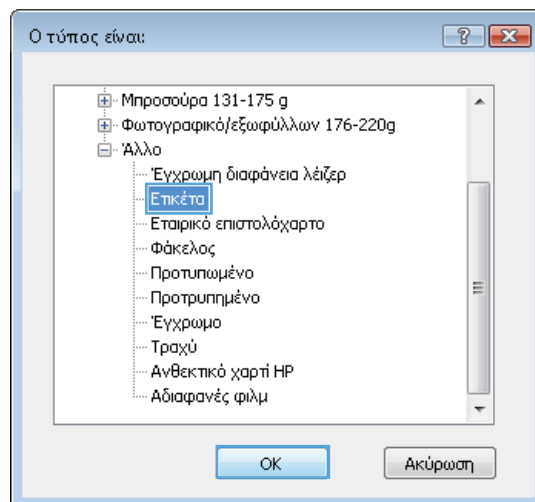 Ο τύπος είναι:
Μπροσούρα 131-175 g
Φωτογραφικό/εξωφύλλων 176-220g
Άλλο
Έγχρωμη διαφάνεια λέιζερ
Ετικέτα
Εταιρικό επιστολόχαρτο
Φάκελος
Προτυπωμένο
Προτρυπημένο
Έγχρωμο
Τραχύ
Ανθεκτικό χαρτί HP
Αδιαφανές φιλμ
OK
Ακύρωση